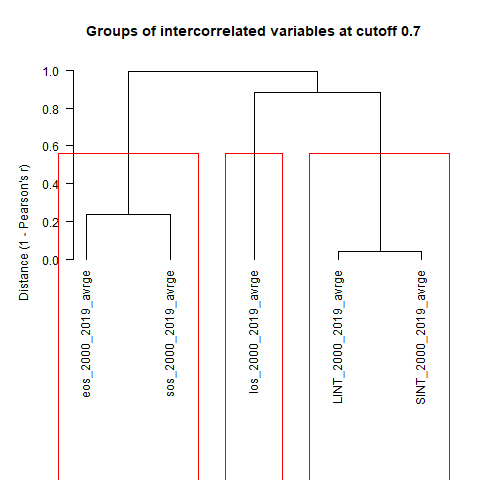 Groups of intercorrelated variables at cutoff 0.7
Distance (1 - Pearson's r)
1.0
0.8
0.6
0.4
0.2
0.0
eos_2000_2019_avrge
sos_2000_2019_avrge
los_2000_2019_avrge
LINT_2000_2019_avrge
SINT_2000_2019_avrge